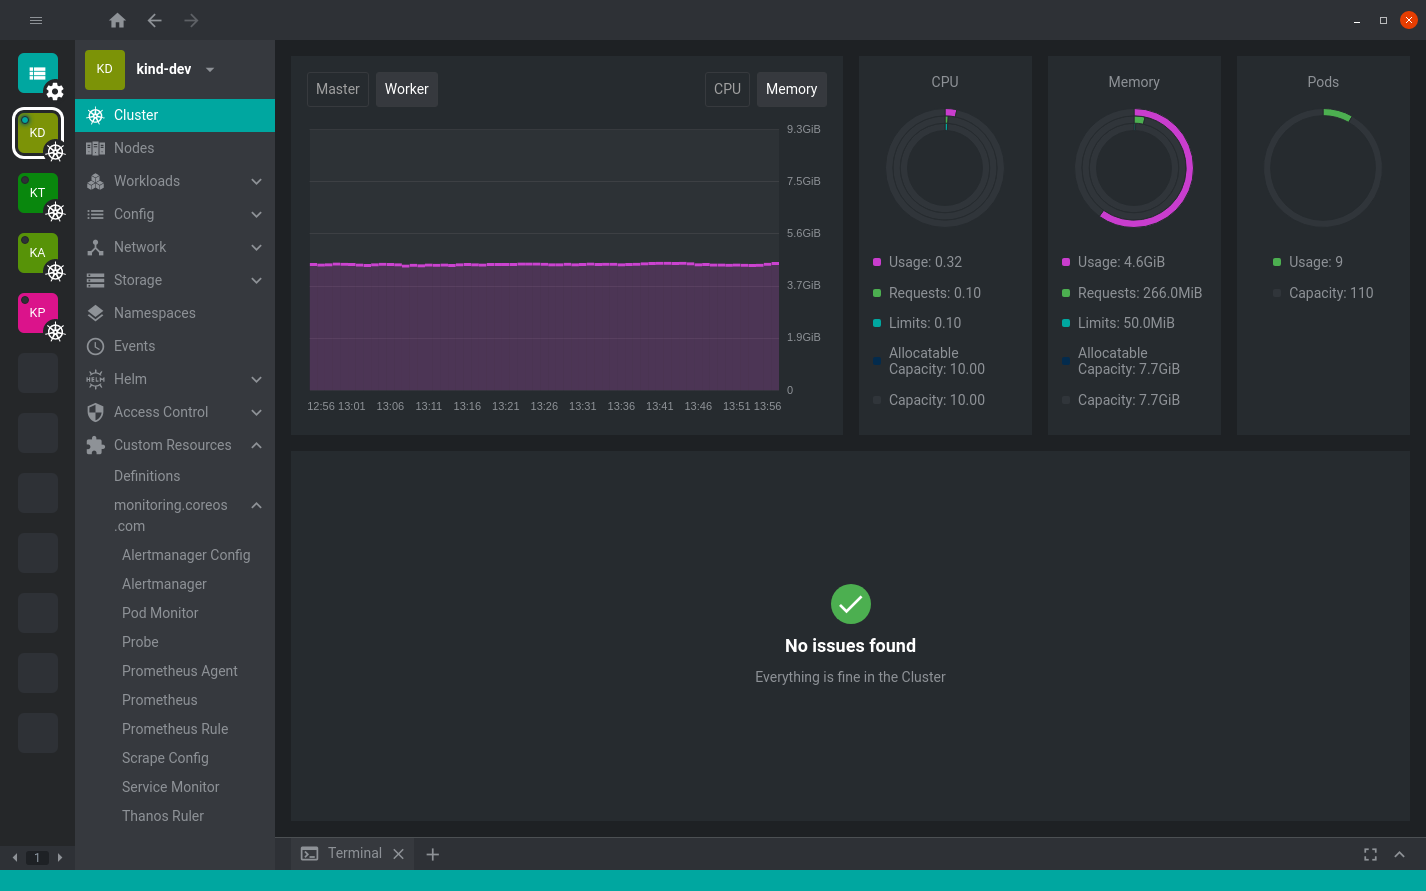 KD
kind-dev
Cluster
Nodes
Workloads
Config
Network
Storage
Namespaces
Events
HELM
Helm
Access Control
Custom Resources
Definitions
monitoring.coreos
.com
Alertmanager Config
Alertmanager
Pod Monitor
Probe
Prometheus Agent
Prometheus
Prometheus Rule
Scrape Config
Service Monitor
Thanos Ruler
KD
KT
KA
KP
1
Master
Worker
CPU
Memory
9.3GiB
7.5GiB
5.6GiB
3.7GiB
1.9GiB
0
12:56 13:01 13:06 13:11 13:16 13:21 13:26 13:31 13:36 13:41 13:46 13:51 13:56
CPU
Usage: 0.32
Requests: 0.10
Limits: 0.10
Allocatable
Capacity: 10.00
Capacity: 10.00
Memory
Usage: 4.6GiB
Requests: 266.0MiB
Limits: 50.0MiB
Allocatable
Capacity: 7.7GiB
Capacity: 7.7GiB
Pods
Usage: 9
Capacity: 110
No issues found
Everything is fine in the Cluster
Terminal